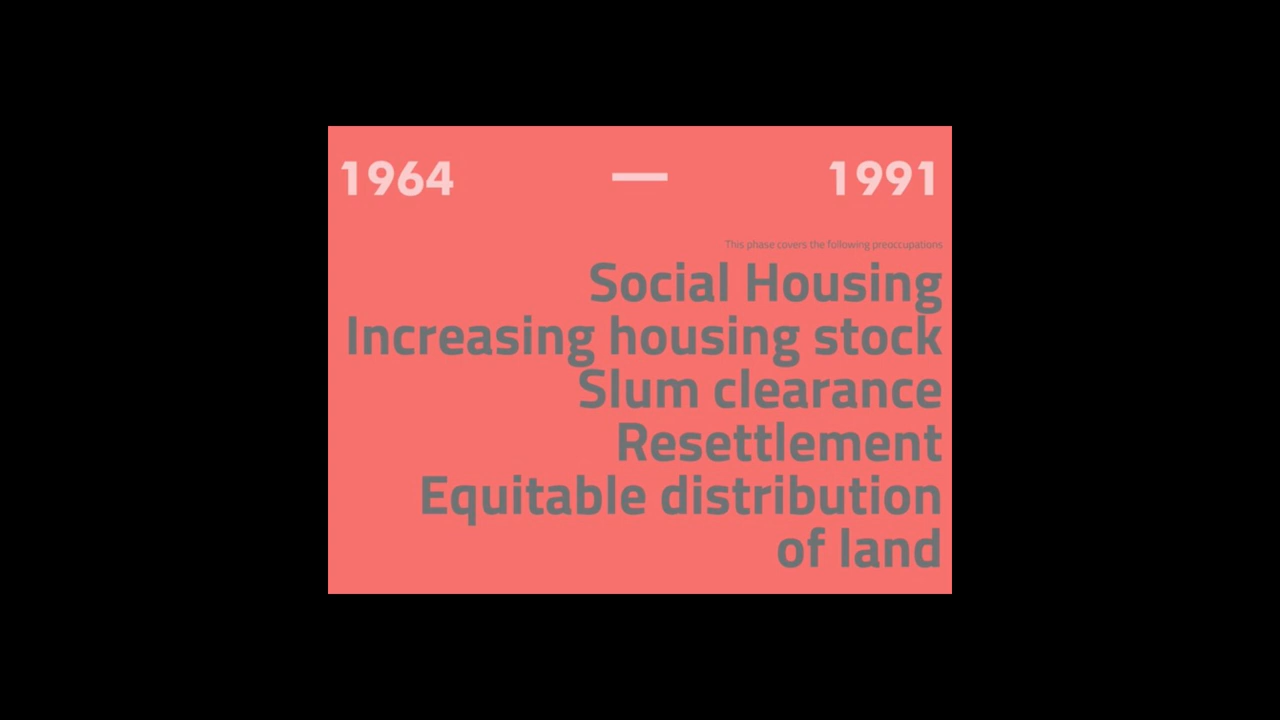 1964 — 1991
This phase covers the following preoccupations
Social Housing
Increasing housing stock
Slum clearance
Resettlement
Equitable distribution
of land